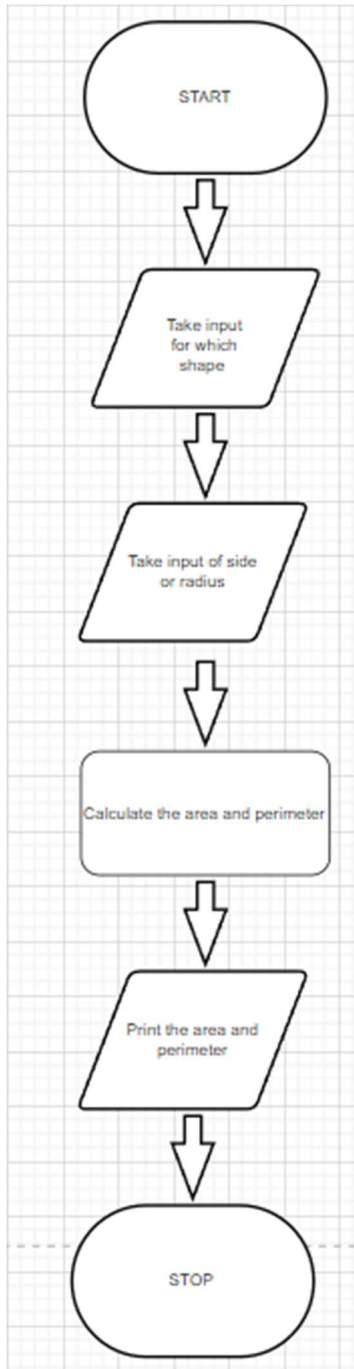 START
Take input
for which
shape
Take input of side
or radius
Calculate the area and perimeter
Print the area and
perimeter
STOP